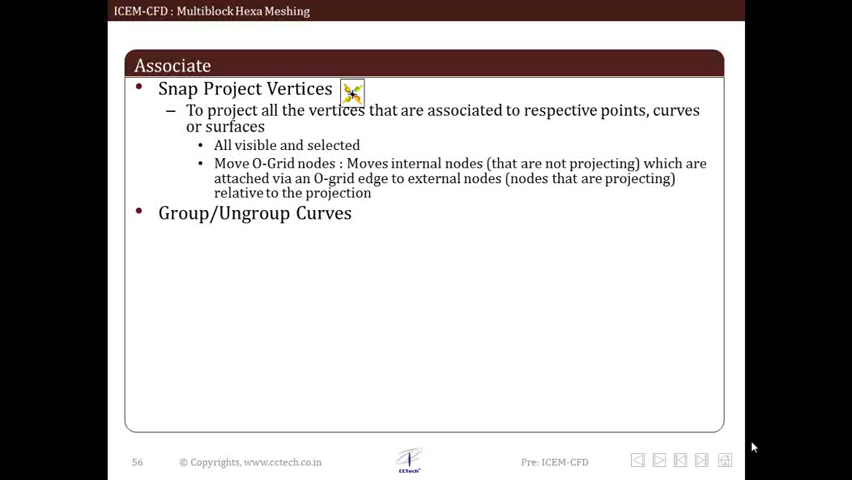 ICEM-CFD : Multiblock Hexa Meshing
Associate
• Snap Project Vertices
– To project all the vertices that are associated to respective points, curves
or surfaces
• All visible and selected
• Move O-Grid nodes : Moves internal nodes (that are not projecting) which are
attached via an O-grid edge to external nodes (nodes that are projecting)
relative to the projection
• Group/Ungroup Curves
56
© Copyrights, www.cctech.co.in
CCTech
Pre: ICEM-CFD